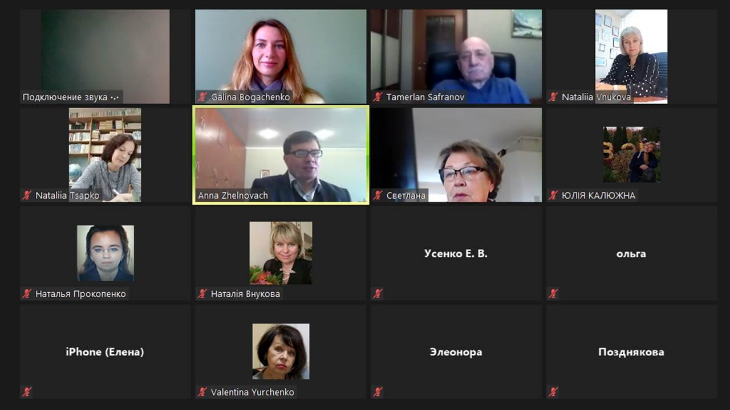 Подключение звука
Galina Bogachenko
Tamerlan Safranov
Nataliia Vnukova
Nataliia Tsapko
Anna Zhelnovach
Светлана
ЮЛІЯ КАЛЮЖНА
Наталья Прокопенко
Наталія Внукова
Усенко Е. В.
ольга
iPhone (Елена)
Valentina Yurchenko
Элеонора
Позднякова